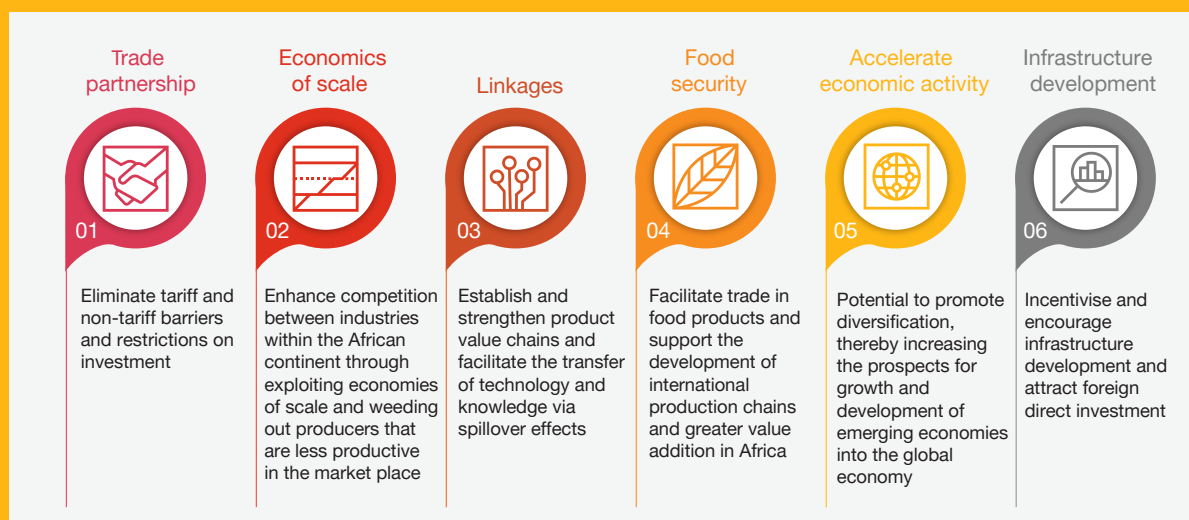 Trade
partnership
01
Eliminate tariff and
non-tariff barriers
and restrictions on
investment
Economics
of scale
02
Enhance competition
between industries
within the African
continent through
exploiting economies
of scale and weeding
out producers that
are less productive
in the market place
Linkages
03
Establish and
strengthen product
value chains and
facilitate the transfer
of technology and
knowledge via
spillover effects
Food
security
04
Facilitate trade in
food products and
support the
development of
international
production chains
and greater value
addition in Africa
Accelerate
economic activity
05
Potential to promote
diversification,
thereby increasing
the prospects for
growth and
development of
emerging economies
into the global
economy
Infrastructure
development
06
Incentivise and
encourage
infrastructure
development and
attract foreign
direct investment